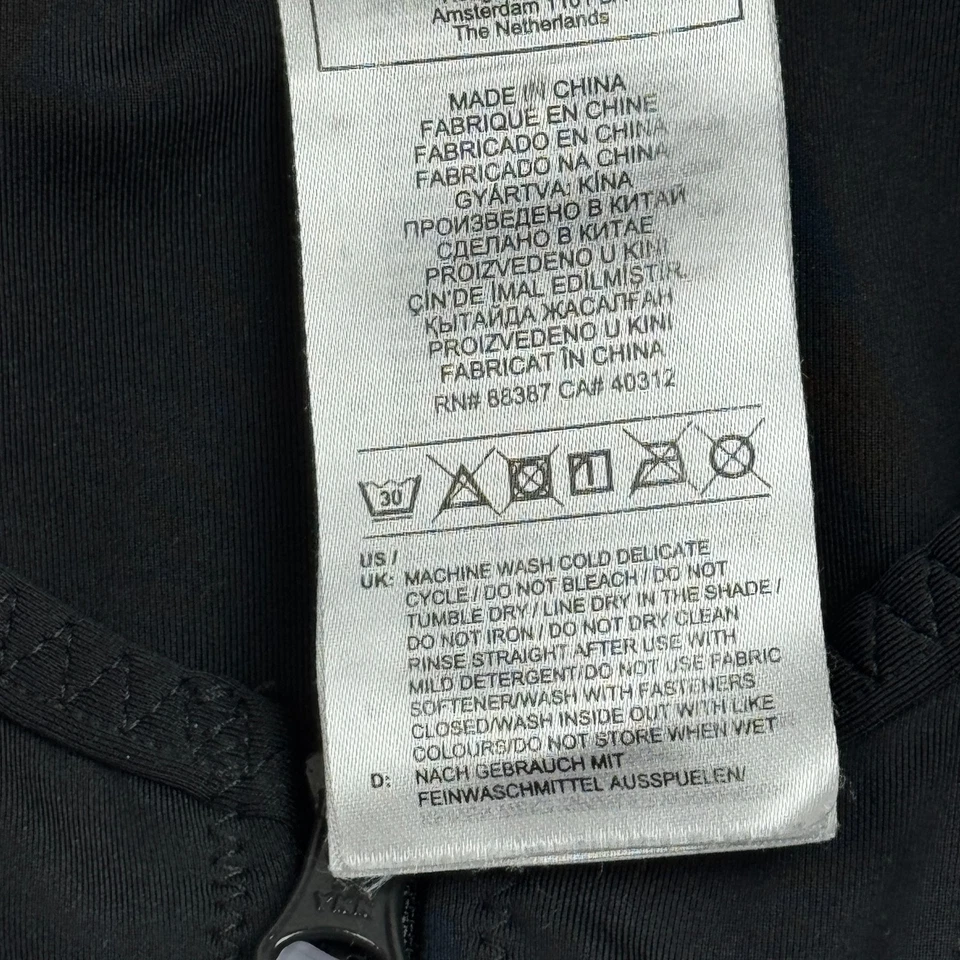 Amsterdam
The Netherlands
MADE IN CHINA
FABRIQUE EN CHINE
FABRICADO EN CHINA
FABRICADO NA CHINA
GYÁRTVA: KÍNA
ПРОИЗВЕДЕНО В КИТАЙ
СДЕЛАНО В КИТАЕ
PROIZVEDENO U KINI
ÇİN'DE İMAL EDİLMİŞTİR.
ҚЫТАЙДА ЖАСАЛҒАН
PROIZVEDENO U KINI
FABRICAT ÎN CHINA
RN# 88387 CA# 40312
30
US /
UK: MACHINE WASH COLD DELICATE
CYCLE / DO NOT BLEACH / DO NOT
TUMBLE DRY / LINE DRY IN THE SHADE /
DO NOT IRON / DO NOT DRY CLEAN
RINSE STRAIGHT AFTER USE WITH
MILD DETERGENT/DO NOT USE FABRIC
SOFTENER/WASH WITH FASTENERS
CLOSED/WASH INSIDE OUT WITH LIKE
COLOURS/DO NOT STORE WHEN WET
D: NACH GEBRAUCH MIT
FEINWASCHMITTEL AUSSPUELEN/
YKK